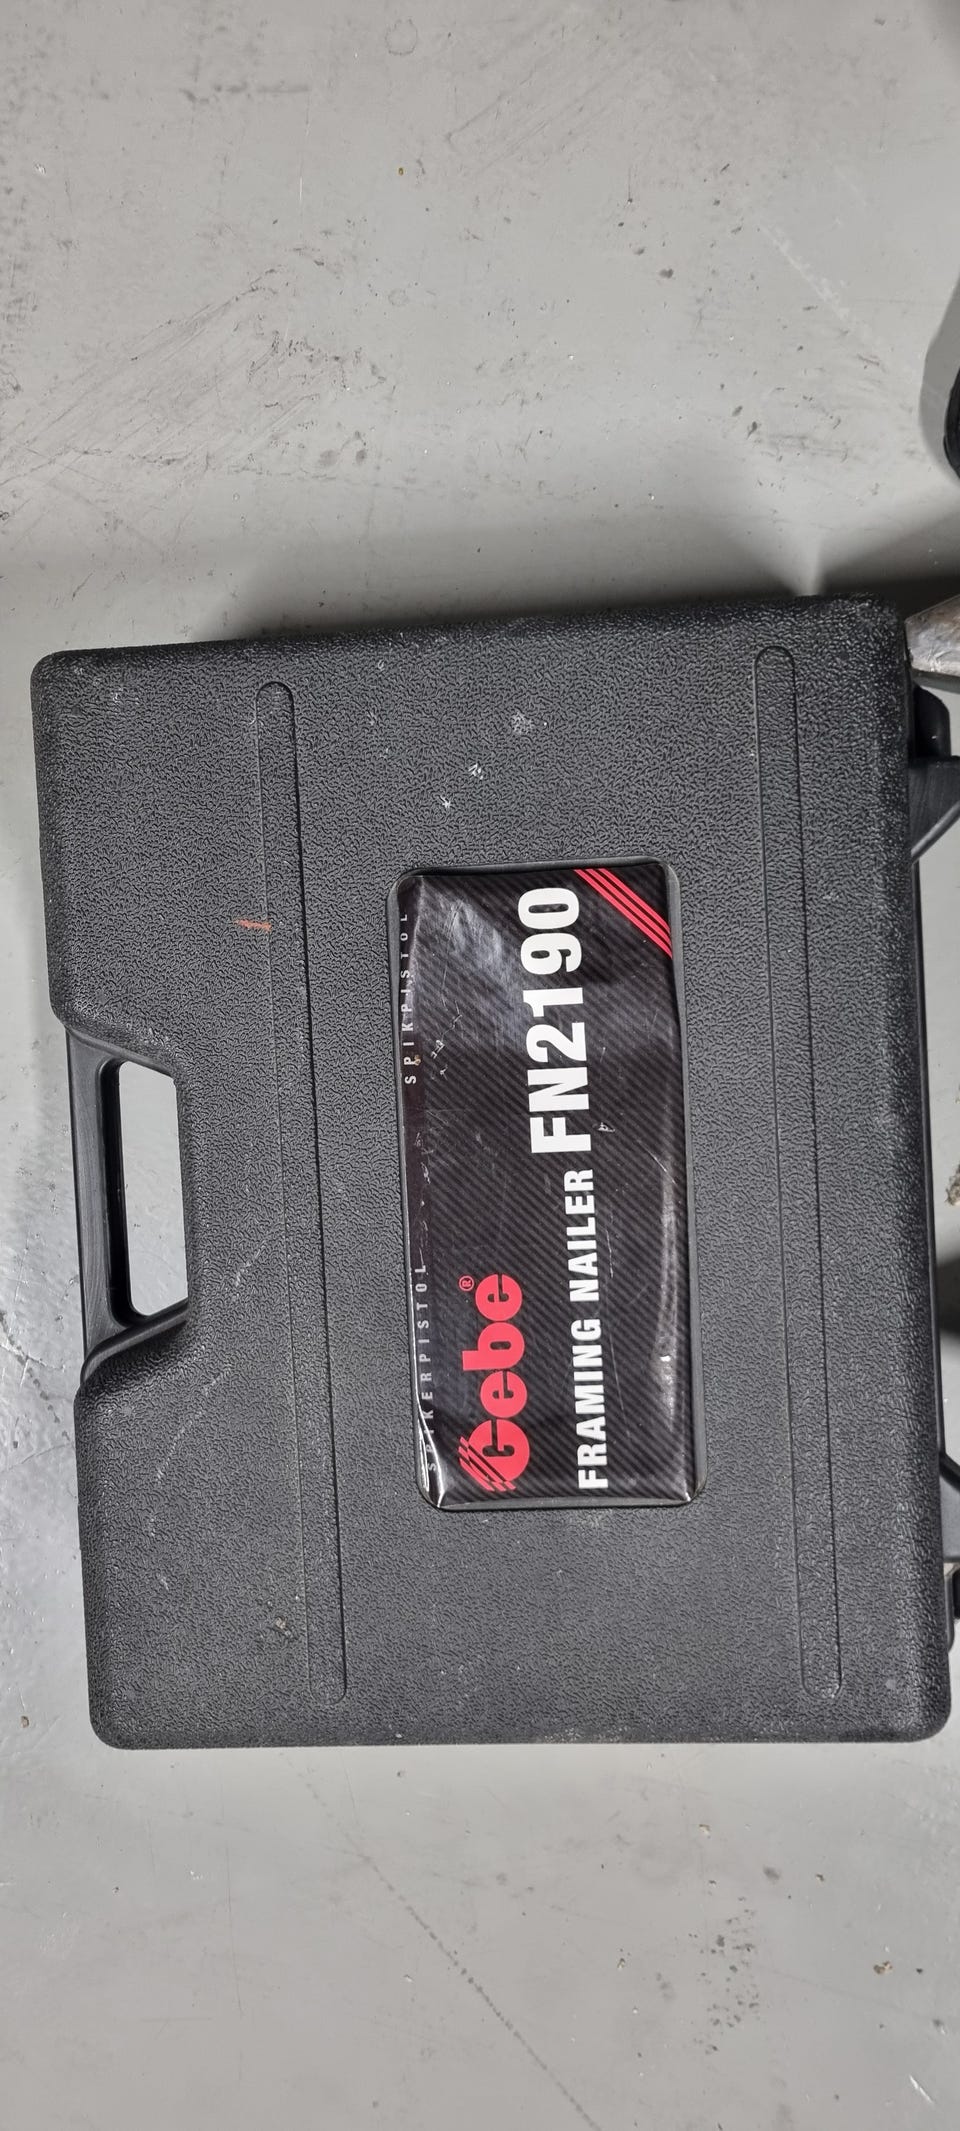 SPIKERPISTOL SPIKPISTOL
Gebe®
FRAMING NAILER FN2190